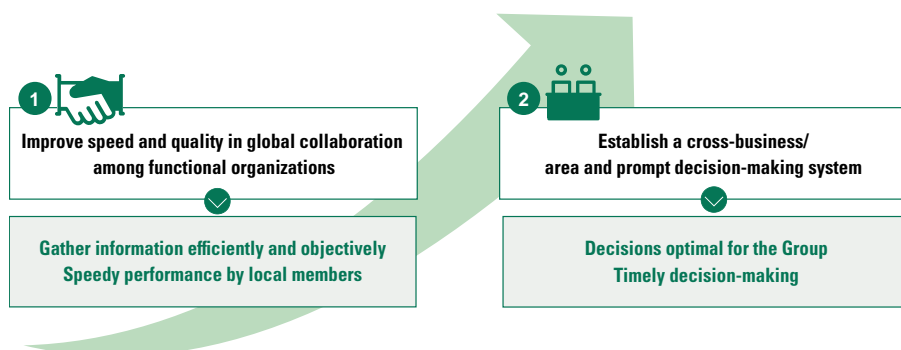 1
Improve speed and quality in global collaboration
among functional organizations
Gather information efficiently and objectively
Speedy performance by local members
2
Establish a cross-business/
area and prompt decision-making system
Decisions optimal for the Group
Timely decision-making